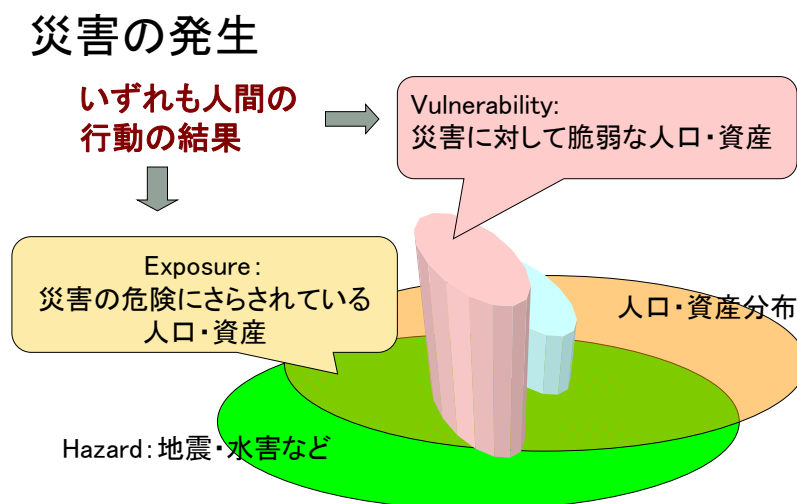 災害の発生
いずれも人間の
行動の結果
Vulnerability:
災害に対して脆弱な人口・資産
Exposure:
災害の危険にさらされている
人口・資産
人口・資産分布
Hazard:地震・水害など